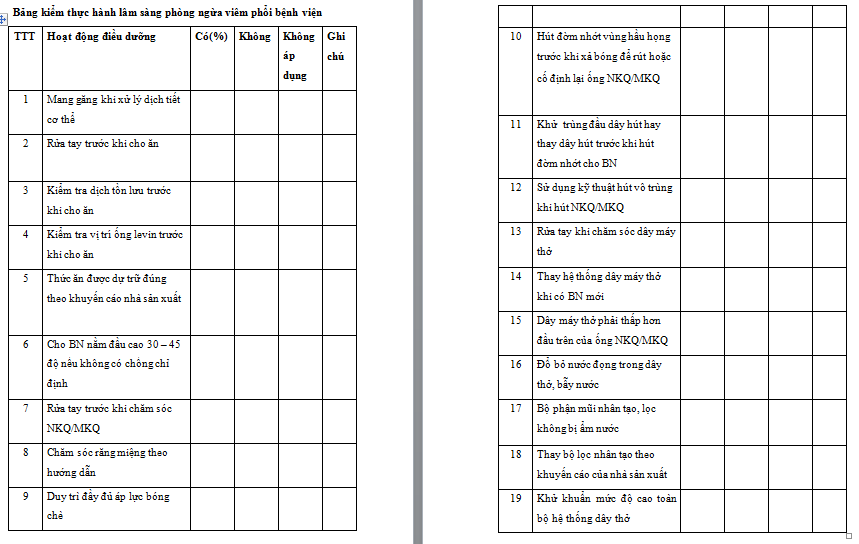 Bảng kiểm thực hành lâm sàng phòng ngừa viêm phổi bệnh viện
TTT Hoạt động điều dưỡng Có(%) Không Không áp dụng Ghi chú
1 Mang găng khi xử lý dịch tiết
cơ thể
2 Rửa tay trước khi cho ăn
3 Kiểm tra dịch tồn lưu trước
khi cho ăn
4 Kiểm tra vị trí ống levin trước
khi cho ăn
5 Thức ăn được dự trữ đúng
theo khuyến cáo nhà sản xuất
6 Cho BN nằm đầu cao 30 – 45
độ nếu không có chống chỉ
định
7 Rửa tay trước khi chăm sóc
NKQ/MKQ
8 Chăm sóc răng miệng theo
hướng dẫn
9 Duy trì đầy đủ áp lực bóng
chè
10 Hút đờm nhớt vùng hầu họng
trước khi xả bóng để rút hoặc
cố định lại ống NKQ/MKQ
11 Khử trùng đầu dây hút hay
thay dây hút trước khi hút
đờm nhớt cho BN
12 Sử dụng kỹ thuật hút vô trùng
khi hút NKQ/MKQ
13 Rửa tay khi chăm sóc dây máy
thở
14 Thay hệ thống dây máy thở
khi có BN mới
15 Dây máy thở phải thấp hơn
đầu trên của ống NKQ/MKQ
16 Đổ bỏ nước đọng trong dây
thở, bẫy nước
17 Bộ phận mũi nhân tạo, lọc
không bị ẩm nước
18 Thay bộ lọc nhân tạo theo
khuyến cáo của nhà sản xuất
19 Khử khuẩn mức độ cao toàn
bộ hệ thống dây thở